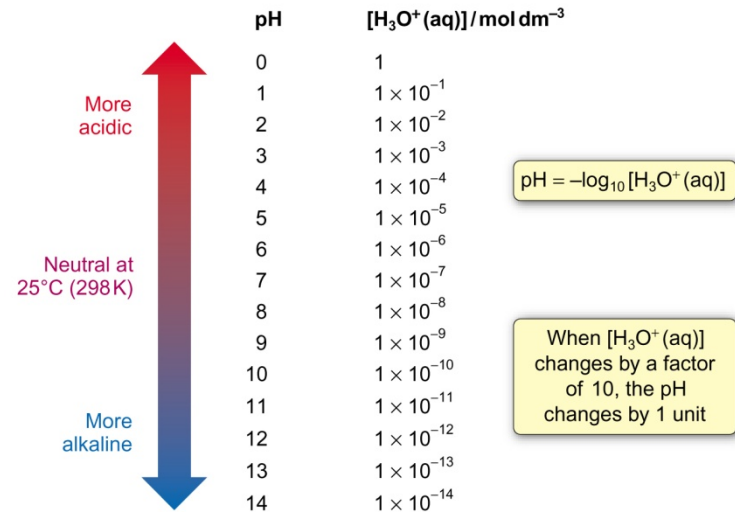 pH [H₃O⁺(aq)]/mol dm⁻³
0 1
1 1 × 10⁻¹
2 1 × 10⁻²
3 1 × 10⁻³
4 1 × 10⁻⁴
5 1 × 10⁻⁵
6 1 × 10⁻⁶
7 1 × 10⁻⁷
8 1 × 10⁻⁸
9 1 × 10⁻⁹
10 1 × 10⁻¹⁰
11 1 × 10⁻¹¹
12 1 × 10⁻¹²
13 1 × 10⁻¹³
14 1 × 10⁻¹⁴
More
acidic
Neutral at
25°C (298K)
More
alkaline
pH = –log₁₀[H₃O⁺(aq)]
When [H₃O⁺(aq)]
changes by a factor
of 10, the pH
changes by 1 unit